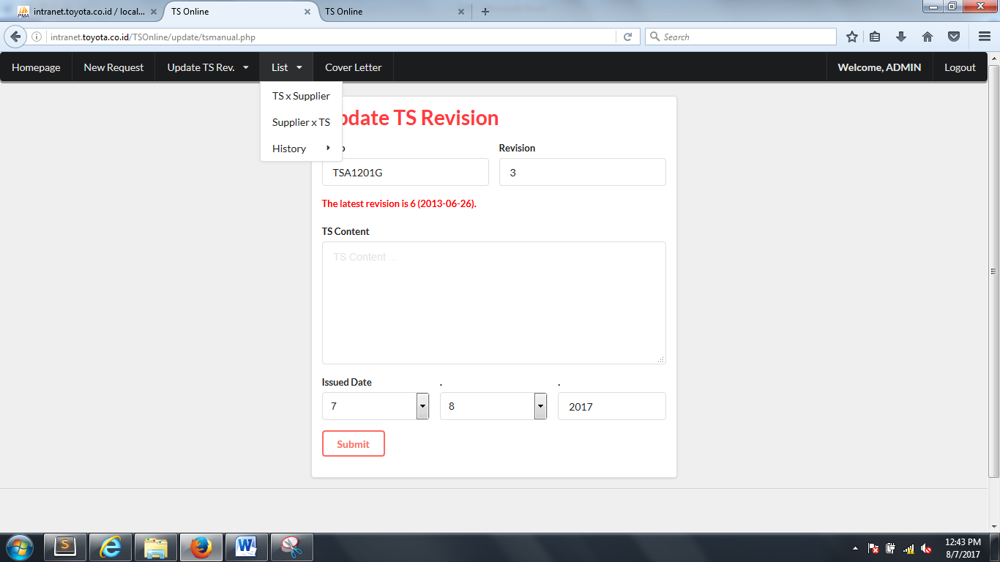 intranet.toyota.co.id / local...
TS Online
TS Online
intranet.toyota.co.id/TSOnline/update/tsmanual.php
Search
Homepage
New Request
Update TS Rev.
List
Cover Letter
Welcome, ADMIN
Logout
TS x Supplier
Supplier x TS
History
pdate TS Revision
Revision
TSA1201G
3
The latest revision is 6 (2013-06-26).
TS Content
TS Content ...
Issued Date
.
.
7
8
2017
Submit
12:43 PM
8/7/2017